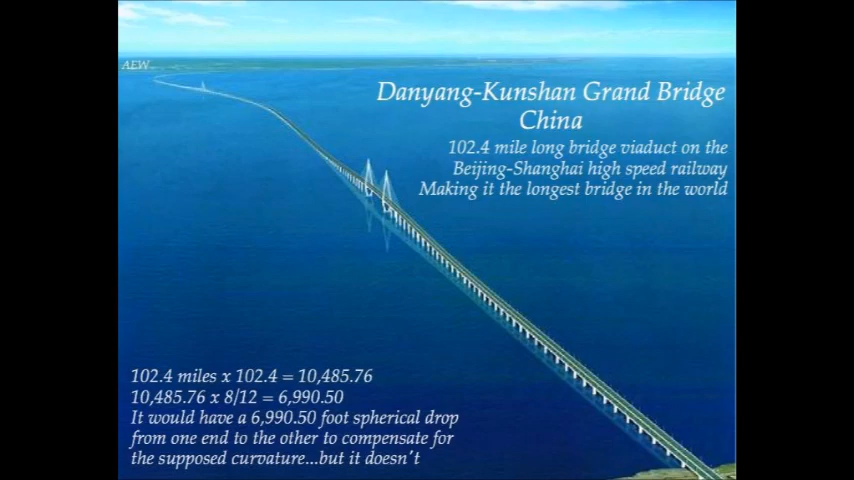 AEW
Danyang-Kunshan Grand Bridge
China
102.4 mile long bridge viaduct on the
Beijing-Shanghai high speed railway
Making it the longest bridge in the world
102.4 miles x 102.4 = 10,485.76
10,485.76 x 8/12 = 6,990.50
It would have a 6,990.50 foot spherical drop
from one end to the other to compensate for
the supposed curvature...but it doesn't